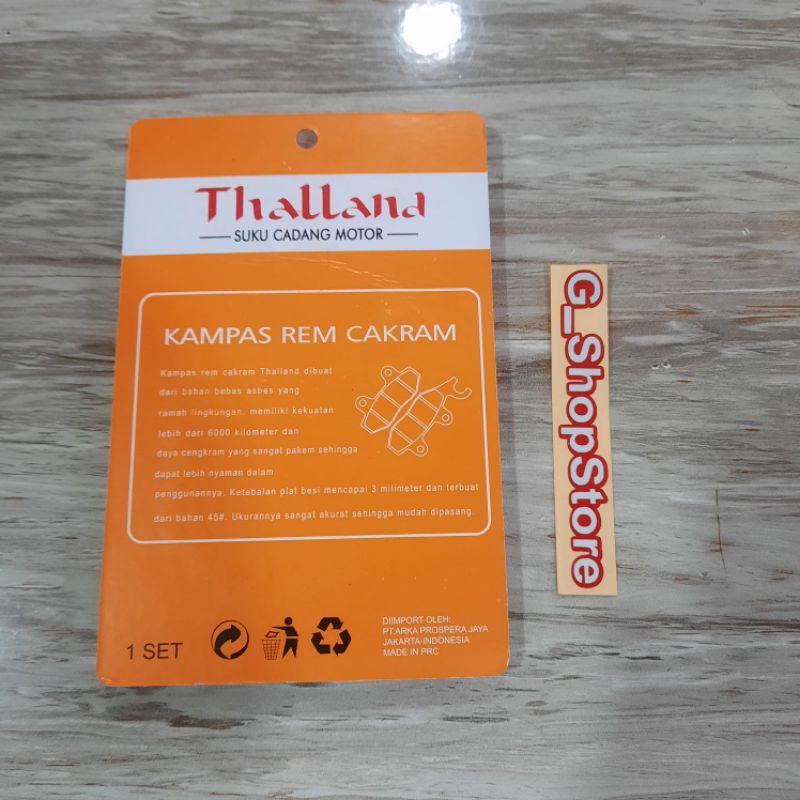 Thalland
SUKU CADANG MOTOR
KAMPAS REM CAKRAM
Kampas rem cakram Thalland dibuat
dari bahan bebas asbes yang
ramah lingkungan. memiliki kekuatan
lebih dari 6000 kilometer dan
daya cengkram yang sangat pakem sehingga
dapat lebih nyaman dalam
penggunannya. Ketebalan plat besi mencapai 3 milimeter dan terbuat
dari bahan 45#. Ukurannya sangat akurat sehingga mudah dipasang.
1 SET
DIIMPORT OLEH:
PT.ARKA PROSPERA JAYA
JAKARTA-INDONESIA
MADE IN PRC
G_ShopStore